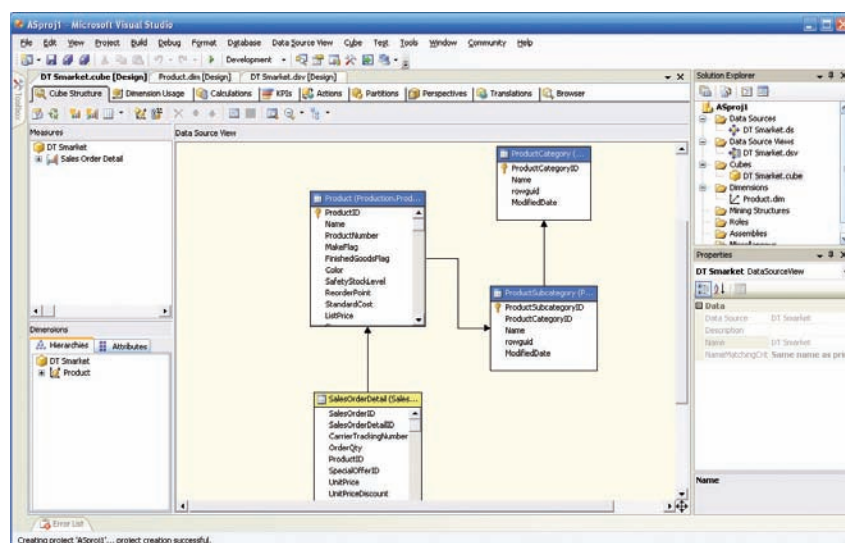 ASproj1 - Microsoft Visual Studio
File Edit View Project Build Debug Format Database Data Source View Cube Test Tools Window Community Help
Development
DT Smarket.cube [Design] Product.dim [Design] DT Smarket.dsv [Design]
Cube Structure Dimension Usage Calculations KPIs Actions Partitions Perspectives Translations Browser
Measures
DT Smarket
Sales Order Detail
Dimensions
Hierarchies Attributes
DT Smarket
Product
Data Source View
ProductCategory (...
ProductCategoryID
Name
rowguid
ModifiedDate
Product (Production.Prod...
ProductID
Name
ProductNumber
MakeFlag
FinishedGoodsFlag
Color
SafetyStockLevel
ReorderPoint
StandardCost
ListPrice
ProductSubcategory (P...
ProductSubcategoryID
ProductCategoryID
Name
rowguid
ModifiedDate
SalesOrderDetail (Sales...
SalesOrderID
SalesOrderDetailID
CarrierTrackingNumber
OrderQty
ProductID
SpecialOfferID
UnitPrice
UnitPriceDiscount
Solution Explorer
ASproj1
Data Sources
DT Smarket.ds
Data Source Views
DT Smarket.dsv
Cubes
DT Smarket.cube
Dimensions
Product.dim
Mining Structures
Roles
Assemblies
Miscellaneous
Properties
DT Smarket DataSourceView
Data
Data Source DT Smarket
Description
Name DT Smarket
NameMatchingCrit Same name as pri
Name
Toolbox
Error List
Creating project 'ASproj1'... project creation successful.